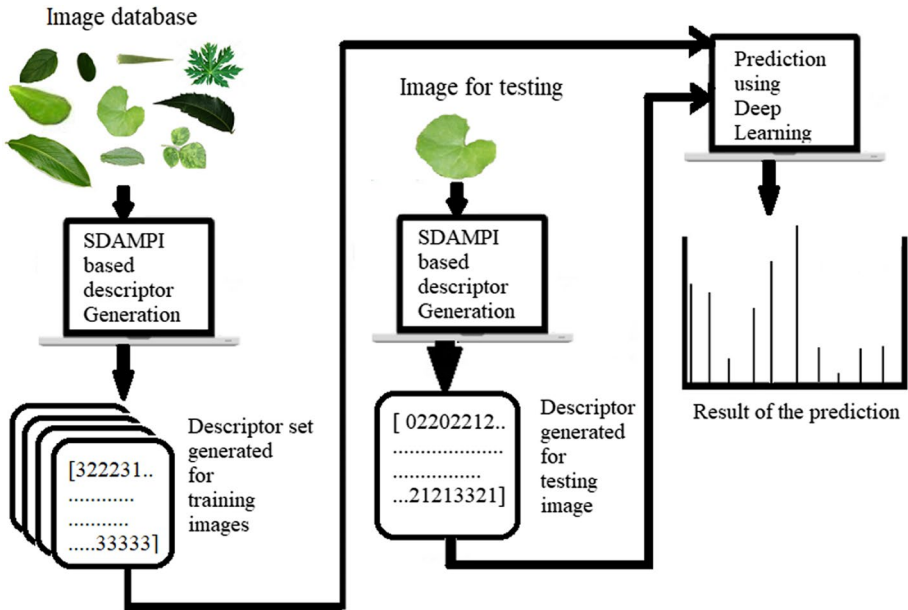 Image database
SDAMPI
based
descriptor
Generation
Descriptor set
generated
for
training
images
[322231..
............
............
.....33333]
Image for testing
SDAMPI
based
descriptor
Generation
[ 02202212..
.....................
................
...21213321]
Descriptor
generated
for
testing
image
Prediction
using
Deep
Learning
Result of the prediction